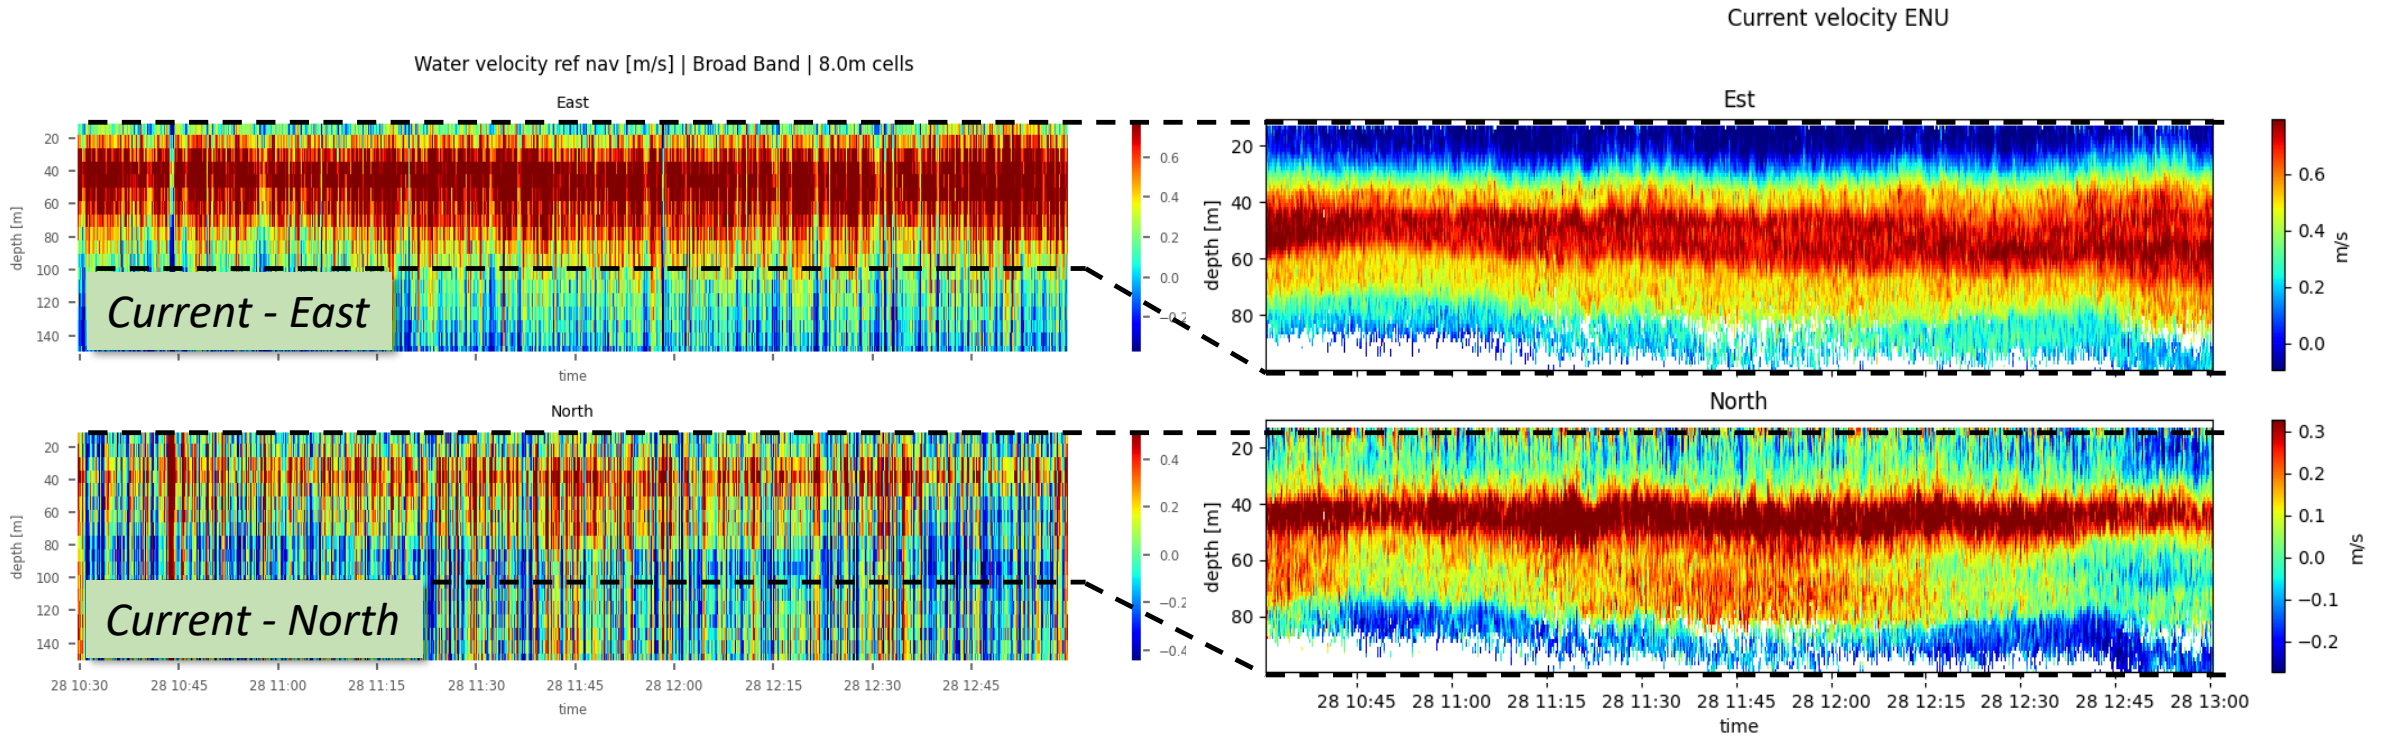 Current velocity ENU
Water velocity ref nav [m/s] | Broad Band | 8.0m cells
East
20
40
60
80
100
120
140
depth [m]
time
0.6
0.4
0.2
0.0
Current - East
Est
20
40
60
80
depth [m]
0.6
0.4
0.2
0.0
m/s
North
20
40
60
80
100
120
140
depth [m]
28 10:30 28 10:45 28 11:00 28 11:15 28 11:30 28 11:45 28 12:00 28 12:15 28 12:30 28 12:45
time
0.4
0.2
0.0
−0.2
−0.4
Current - North
North
20
40
60
80
depth [m]
28 10:45 28 11:00 28 11:15 28 11:30 28 11:45 28 12:00 28 12:15 28 12:30 28 12:45 28 13:00
time
0.3
0.2
0.1
0.0
−0.1
−0.2
m/s